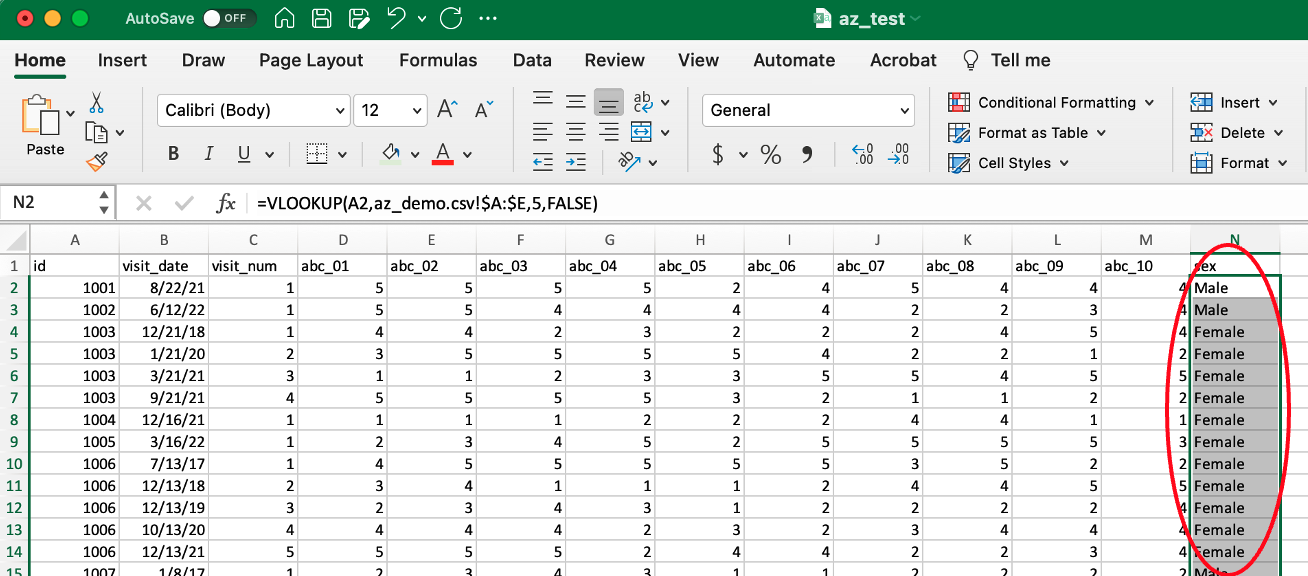 AutoSave OFF az_test
Home Insert Draw Page Layout Formulas Data Review View Automate Acrobat Tell me
Paste
Calibri (Body) 12 A^ A˅
B I U A
ab
c
General
$ % 9 ←0 .00 .00 →0
Conditional Formatting
Format as Table
Cell Styles
Insert
Delete
Format
N2 fx =VLOOKUP(A2,az_demo.csv!$A:$E,5,FALSE)
A B C D E F G H I J K L M N
1 id visit_date visit_num abc_01 abc_02 abc_03 abc_04 abc_05 abc_06 abc_07 abc_08 abc_09 abc_10 sex
2 1001 8/22/21 1 5 5 5 5 2 4 5 4 4 4 Male
3 1002 6/12/22 1 5 5 4 4 4 4 2 2 3 4 Male
4 1003 12/21/18 1 4 4 2 3 2 2 2 4 5 4 Female
5 1003 1/21/20 2 3 5 5 5 5 4 2 2 1 2 Female
6 1003 3/21/21 3 1 1 2 3 3 5 5 4 5 5 Female
7 1003 9/21/21 4 5 5 5 5 3 2 1 1 2 2 Female
8 1004 12/16/21 1 1 1 1 2 2 2 4 4 1 1 Female
9 1005 3/16/22 1 2 3 4 5 2 5 5 5 5 3 Female
10 1006 7/13/17 1 4 5 5 5 5 5 3 5 2 2 Female
11 1006 12/13/18 2 3 4 1 1 1 2 4 4 5 5 Female
12 1006 12/13/19 3 2 3 4 3 1 2 2 2 2 4 Female
13 1006 10/13/20 4 4 4 4 2 3 2 3 4 4 4 Female
14 1006 12/13/21 5 5 5 5 2 4 4 2 2 3 4 Female
15 1007 1/8/17 1 2 3 4 3 1 1 2 2 2 2 Male